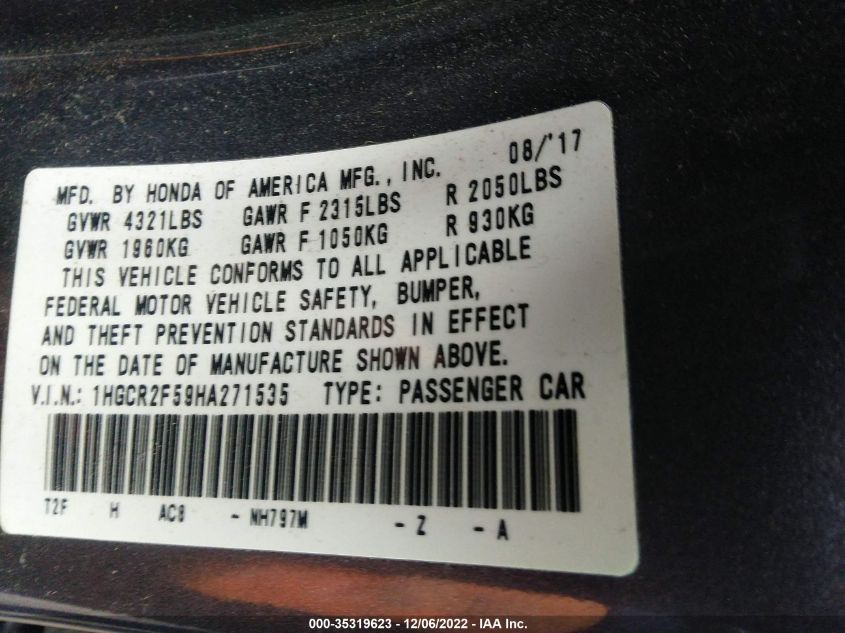 MFD. BY HONDA OF AMERICA MFG., INC. 08/'17
GVWR 4321LBS GAWR F 2315LBS R 2050LBS
GVWR 1960KG GAWR F 1050KG R 930KG
THIS VEHICLE CONFORMS TO ALL APPLICABLE
FEDERAL MOTOR VEHICLE SAFETY, BUMPER,
AND THEFT PREVENTION STANDARDS IN EFFECT
ON THE DATE OF MANUFACTURE SHOWN ABOVE.
V.I.N.: 1HGCR2F59HA271535 TYPE: PASSENGER CAR
T2F H AC8 - NH797M - Z - A
000-35319623 - 12/06/2022 - IAA Inc.